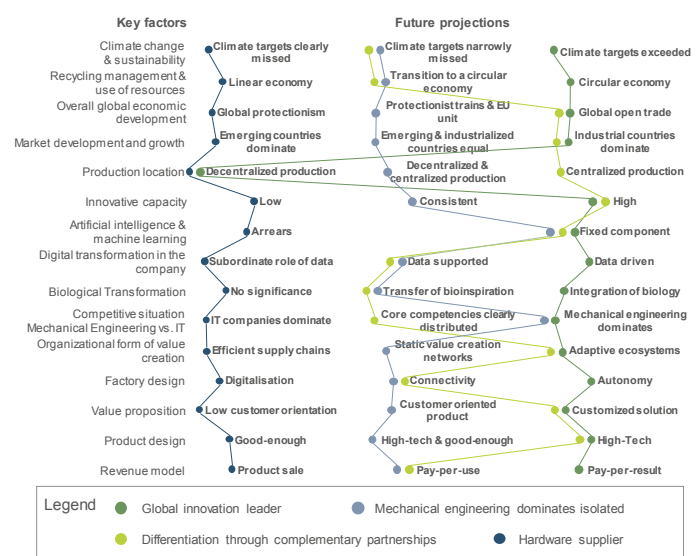 Key factors
Future projections
Climate change
& sustainability
Climate targets clearly
missed
Climate targets narrowly
missed
Climate targets exceeded
Recycling management &
use of resources
Linear economy
Transition to a circular
economy
Circular economy
Overall global economic
development
Global protectionism
Protectionist trains & EU
unit
Global open trade
Market development and growth
Emerging countries
dominate
Emerging & industrialized
countries equal
Industrial countries
dominate
Production location
Decentralized production
Decentralized &
centralized production
Centralized production
Innovative capacity
Low
Consistent
High
Artificial intelligence &
machine learning
Arrears
Fixed component
Digital transformation in the
company
Subordinate role of data
Data supported
Data driven
Biological Transformation
No significance
Transfer of bioinspiration
Integration of biology
Competitive situation
Mechanical Engineering vs. IT
IT companies dominate
Core competencies clearly
distributed
Mechanical engineering
dominates
Organizational form of value
creation
Efficient supply chains
Static value creation
networks
Adaptive ecosystems
Factory design
Digitalisation
Connectivity
Autonomy
Value proposition
Low customer orientation
Customer oriented
product
Customized solution
Product design
Good-enough
High-tech & good-enough
High-Tech
Revenue model
Product sale
Pay-per-use
Pay-per-result
Legend
Global innovation leader
Mechanical engineering dominates isolated
Differentiation through complementary partnerships
Hardware supplier